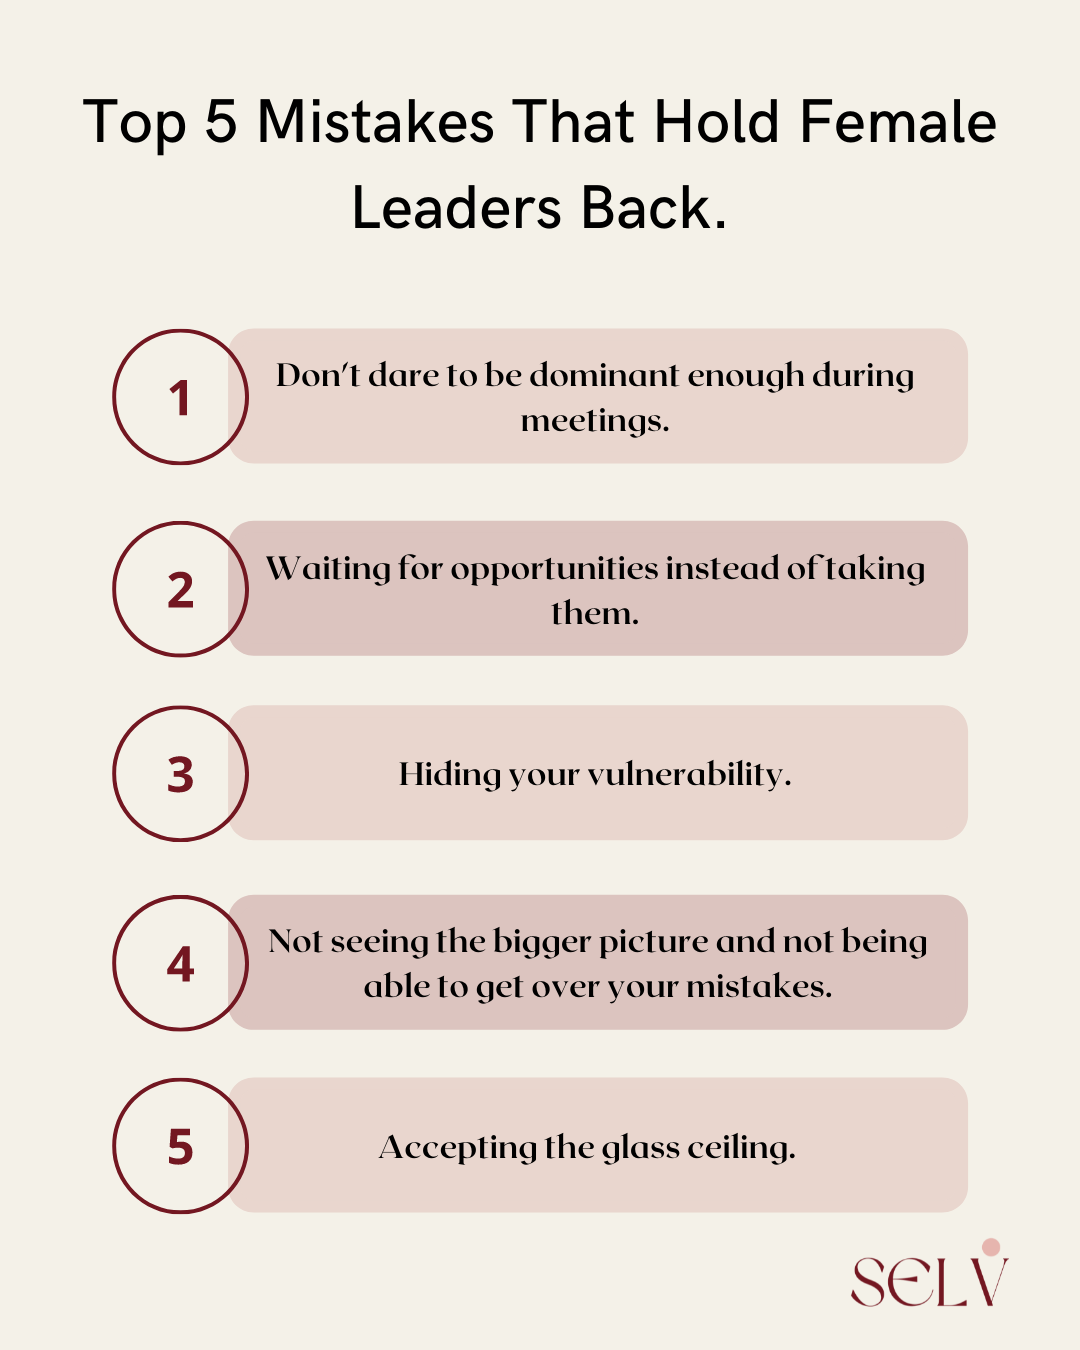 Top 5 Mistakes That Hold Female
Leaders Back.
1
Don't dare to be dominant enough during
meetings.
2
Waiting for opportunities instead of taking
them.
3
Hiding your vulnerability.
4
Not seeing the bigger picture and not being
able to get over your mistakes.
5
Accepting the glass ceiling.
SELV